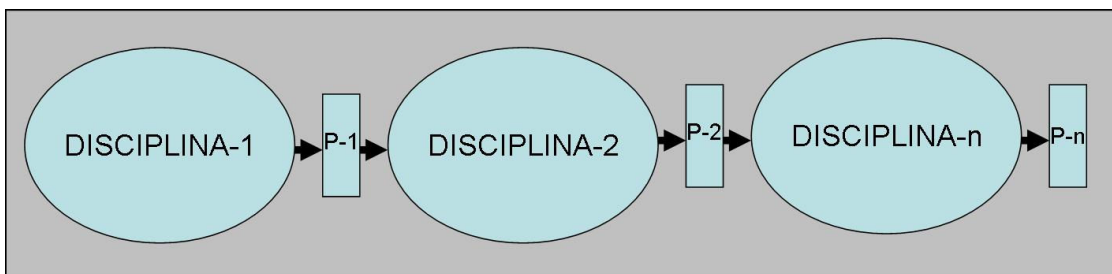 DISCIPLINA-1
P-1
DISCIPLINA-2
P-2
DISCIPLINA-n
P-n